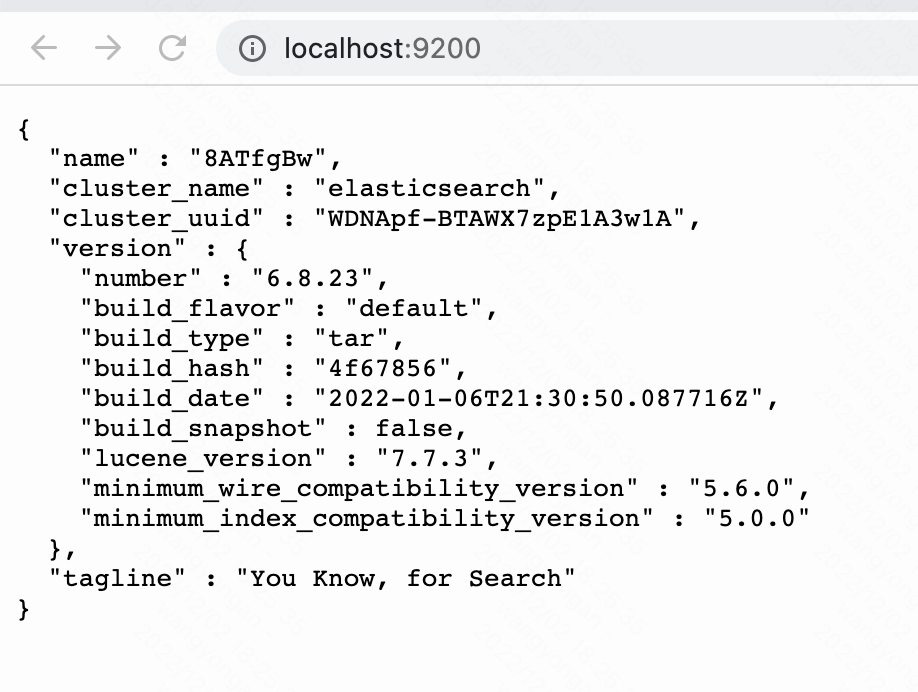 localhost:9200
{
  "name" : "8ATfgBw",
  "cluster_name" : "elasticsearch",
  "cluster_uuid" : "WDNApf-BTAWX7zpE1A3w1A",
  "version" : {
    "number" : "6.8.23",
    "build_flavor" : "default",
    "build_type" : "tar",
    "build_hash" : "4f67856",
    "build_date" : "2022-01-06T21:30:50.087716Z",
    "build_snapshot" : false,
    "lucene_version" : "7.7.3",
    "minimum_wire_compatibility_version" : "5.6.0",
    "minimum_index_compatibility_version" : "5.0.0"
  },
  "tagline" : "You Know, for Search"
}